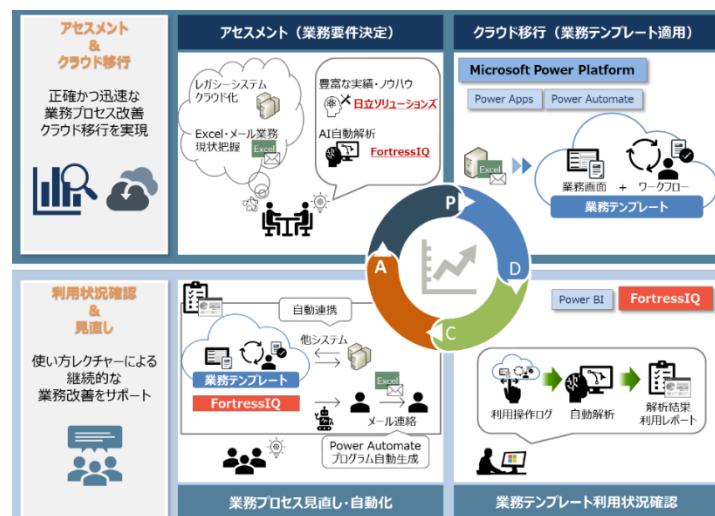 アセスメント
&
クラウド移行
正確かつ迅速な
業務プロセス改善
クラウド移行を実現
アセスメント（業務要件決定）
レガシーシステム
クラウド化
Excel・メール業務
現状把握
Excel
豊富な実績・ノウハウ
日立ソリューションズ
AI自動解析
FortressIQ
クラウド移行（業務テンプレート適用）
Microsoft Power Platform
Power Apps
Power Automate
Excel
業務画面 + ワークフロー
業務テンプレート
P
D
C
A
利用状況確認
&
見直し
使い方レクチャーによる
継続的な
業務改善をサポート
自動連携
他システム
業務テンプレート
FortressIQ
Excel
メール連絡
Power Automate
プログラム自動生成
業務プロセス見直し・自動化
Power BI
FortressIQ
利用操作ログ
自動解析
解析結果
利用レポート
業務テンプレート利用状況確認